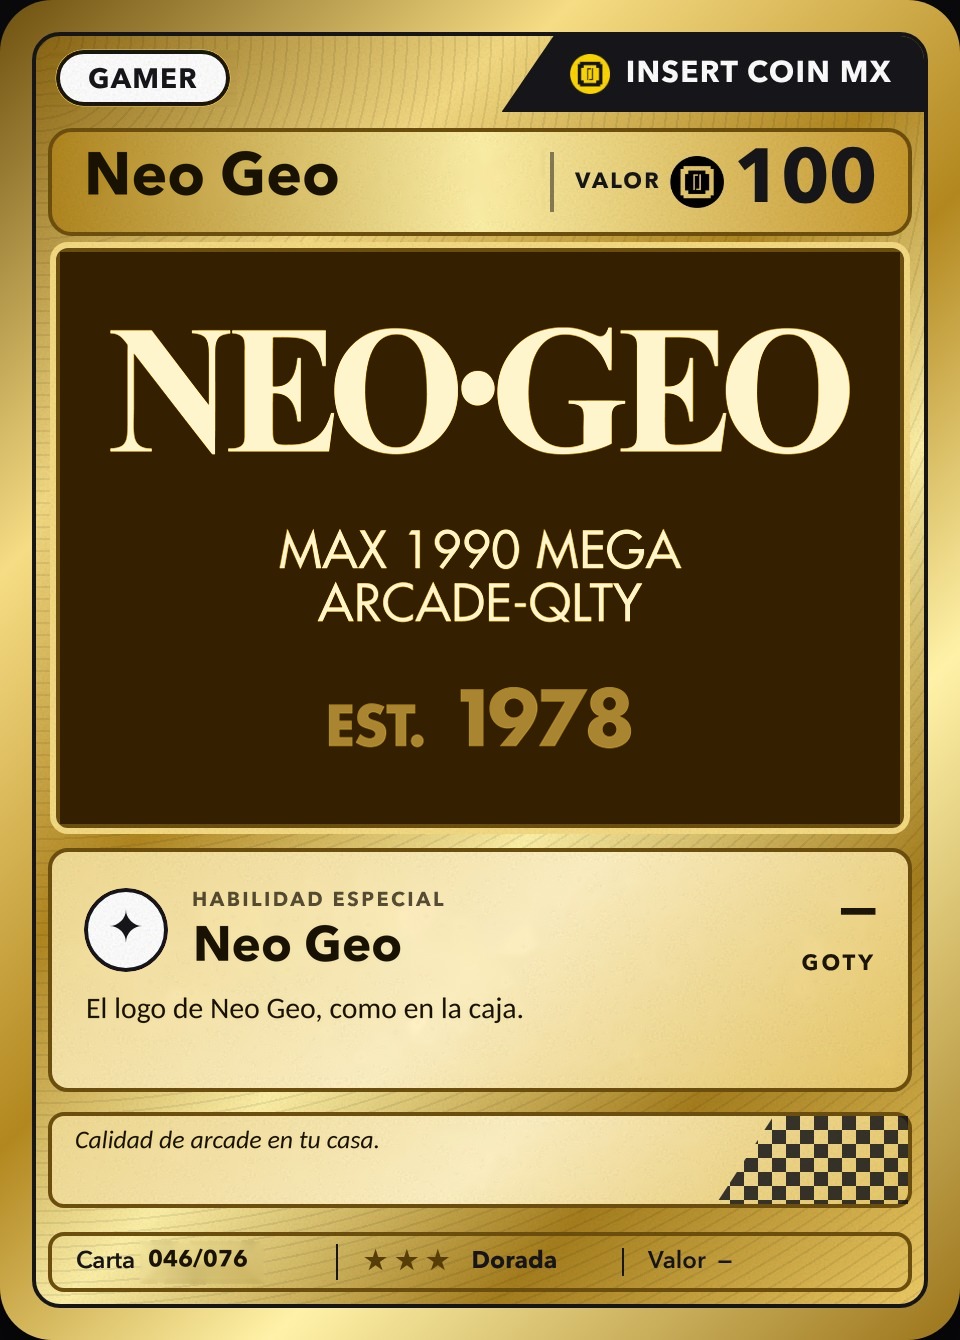 GAMER
INSERT COIN MX
Neo Geo
VALOR 100
NEO•GEO
MAX 1990 MEGA
ARCADE-QLTY
EST. 1978
HABILIDAD ESPECIAL
Neo Geo
–
GOTY
El logo de Neo Geo, como en la caja.
Calidad de arcade en tu casa.
Carta 046/076 ★★★ Dorada Valor –